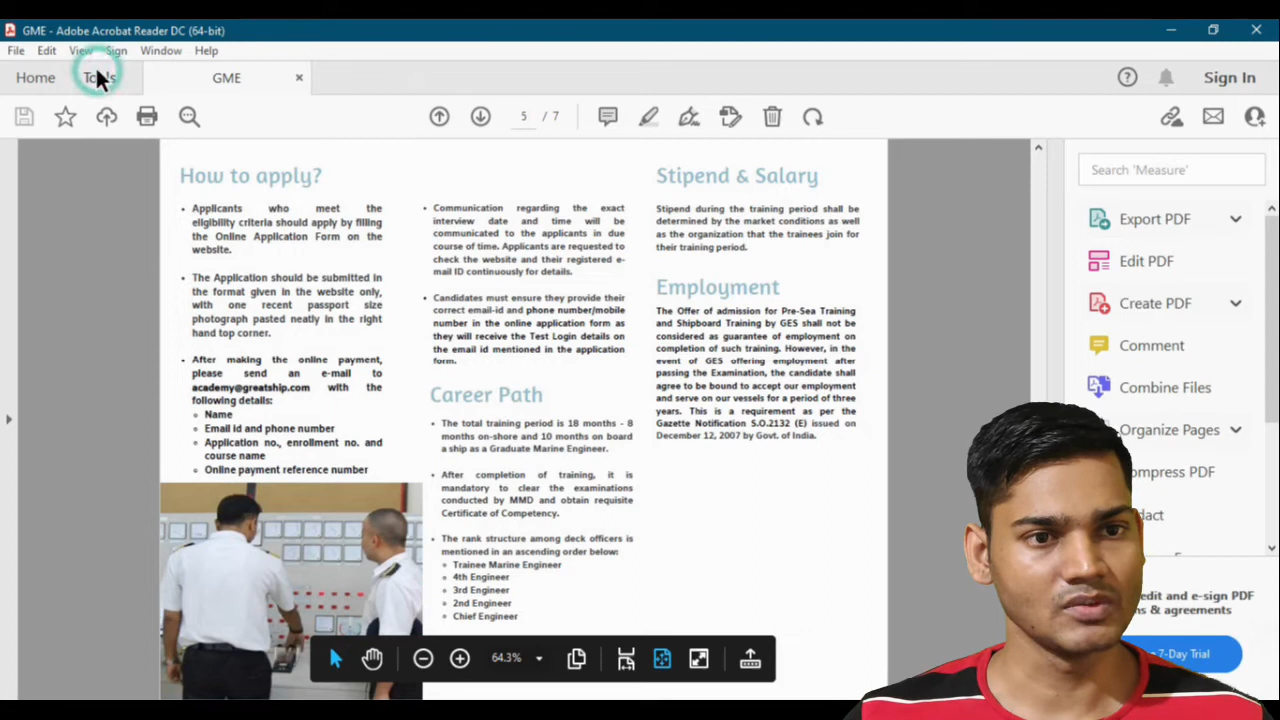 GME - Adobe Acrobat Reader DC (64-bit)
File Edit View Sign Window Help
Home Tools GME Sign In
5 / 7
Search 'Measure'
Export PDF
Edit PDF
Create PDF
Comment
Combine Files
Organize Pages
ompress PDF
dact
edit and e-sign PDF
ms & agreements
7-Day Trial
How to apply?
Applicants who meet the
eligibility criteria should apply by filling
the Online Application Form on the
website.
The Application should be submitted in
the format given in the website only,
with one recent passport size
photograph pasted neatly in the right
hand top corner.
After making the online payment,
please send an e-mail to
academy@greatship.com with the
following details:
Name
Email id and phone number
Application no., enrollment no. and
course name
Online payment reference number
Communication regarding the exact
interview date and time will be
communicated to the applicants in due
course of time. Applicants are requested to
check the website and their registered e-
mail ID continuously for details.
Candidates must ensure they provide their
correct email-id and phone number/mobile
number in the online application form as
they will receive the Test Login details on
the email id mentioned in the application
form.
Career Path
The total training period is 18 months - 8
months on-shore and 10 months on board
a ship as a Graduate Marine Engineer.
After completion of training, it is
mandatory to clear the examinations
conducted by MMD and obtain requisite
Certificate of Competency.
The rank structure among deck officers is
mentioned in an ascending order below:
Trainee Marine Engineer
4th Engineer
3rd Engineer
2nd Engineer
Chief Engineer
Stipend & Salary
Stipend during the training period shall be
determined by the market conditions as well
as the organization that the trainees join for
their training period.
Employment
The Offer of admission for Pre-Sea Training
and Shipboard Training by GES shall not be
considered as guarantee of employment on
completion of such training. However, in the
event of GES offering employment after
passing the Examination, the candidate shall
agree to be bound to accept our employment
and serve on our vessels for a period of three
years. This is a requirement as per the
Gazette Notification S.O.2132 (E) issued on
December 12, 2007 by Govt. of India.
64.3%